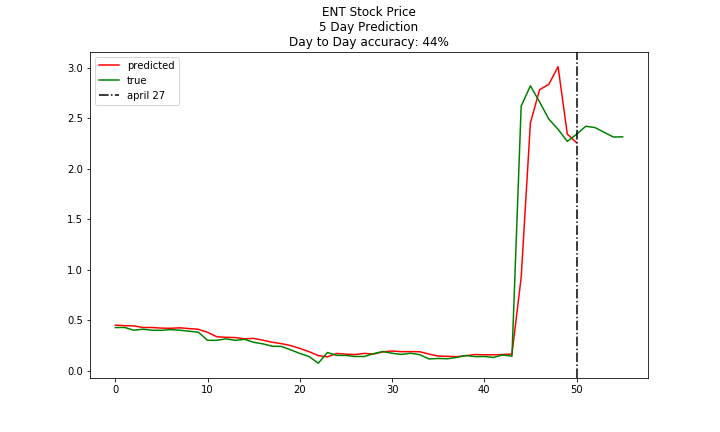 ENT Stock Price
5 Day Prediction
Day to Day accuracy: 44%
predicted
true
april 27
3.0
2.5
2.0
1.5
1.0
0.5
0.0
0 10 20 30 40 50